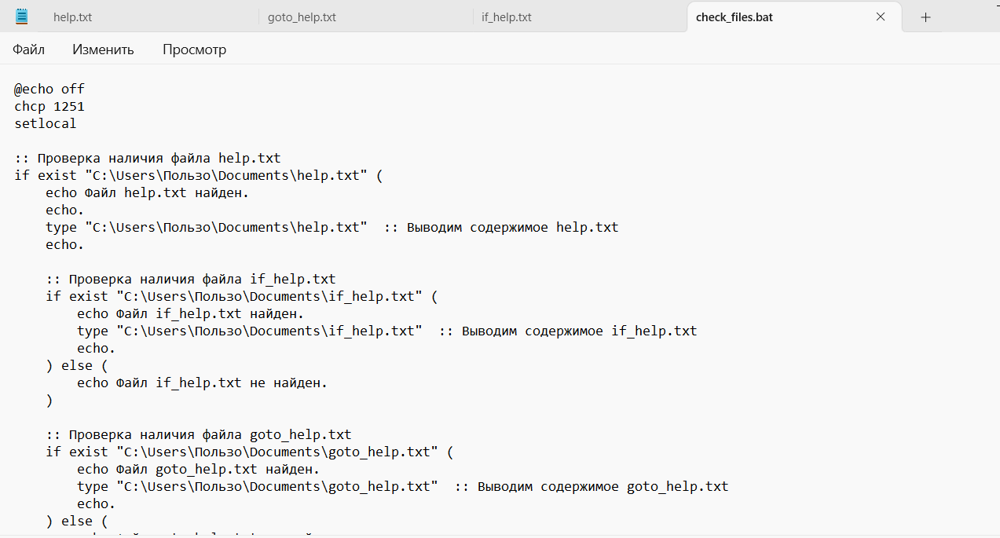 help.txt
goto_help.txt
if_help.txt
check_files.bat
Файл Изменить Просмотр
@echo off
chcp 1251
setlocal
:: Проверка наличия файла help.txt
if exist "C:\Users\Пользо\Documents\help.txt" (
echo Файл help.txt найден.
echo.
type "C:\Users\Пользо\Documents\help.txt" :: Выводим содержимое help.txt
echo.
:: Проверка наличия файла if_help.txt
if exist "C:\Users\Пользо\Documents\if_help.txt" (
echo Файл if_help.txt найден.
type "C:\Users\Пользо\Documents\if_help.txt" :: Выводим содержимое if_help.txt
echo.
) else (
echo Файл if_help.txt не найден.
)
:: Проверка наличия файла goto_help.txt
if exist "C:\Users\Пользо\Documents\goto_help.txt" (
echo Файл goto_help.txt найден.
type "C:\Users\Пользо\Documents\goto_help.txt" :: Выводим содержимое goto_help.txt
echo.
) else (